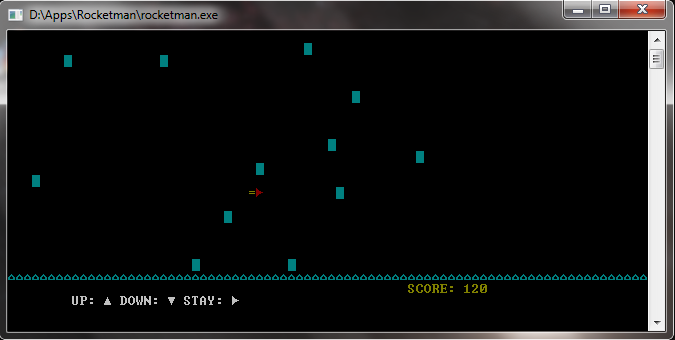 D:\Apps\Rocketman\rocketman.exe
SCORE: 120
UP: ▲ DOWN: ▼ STAY: ►